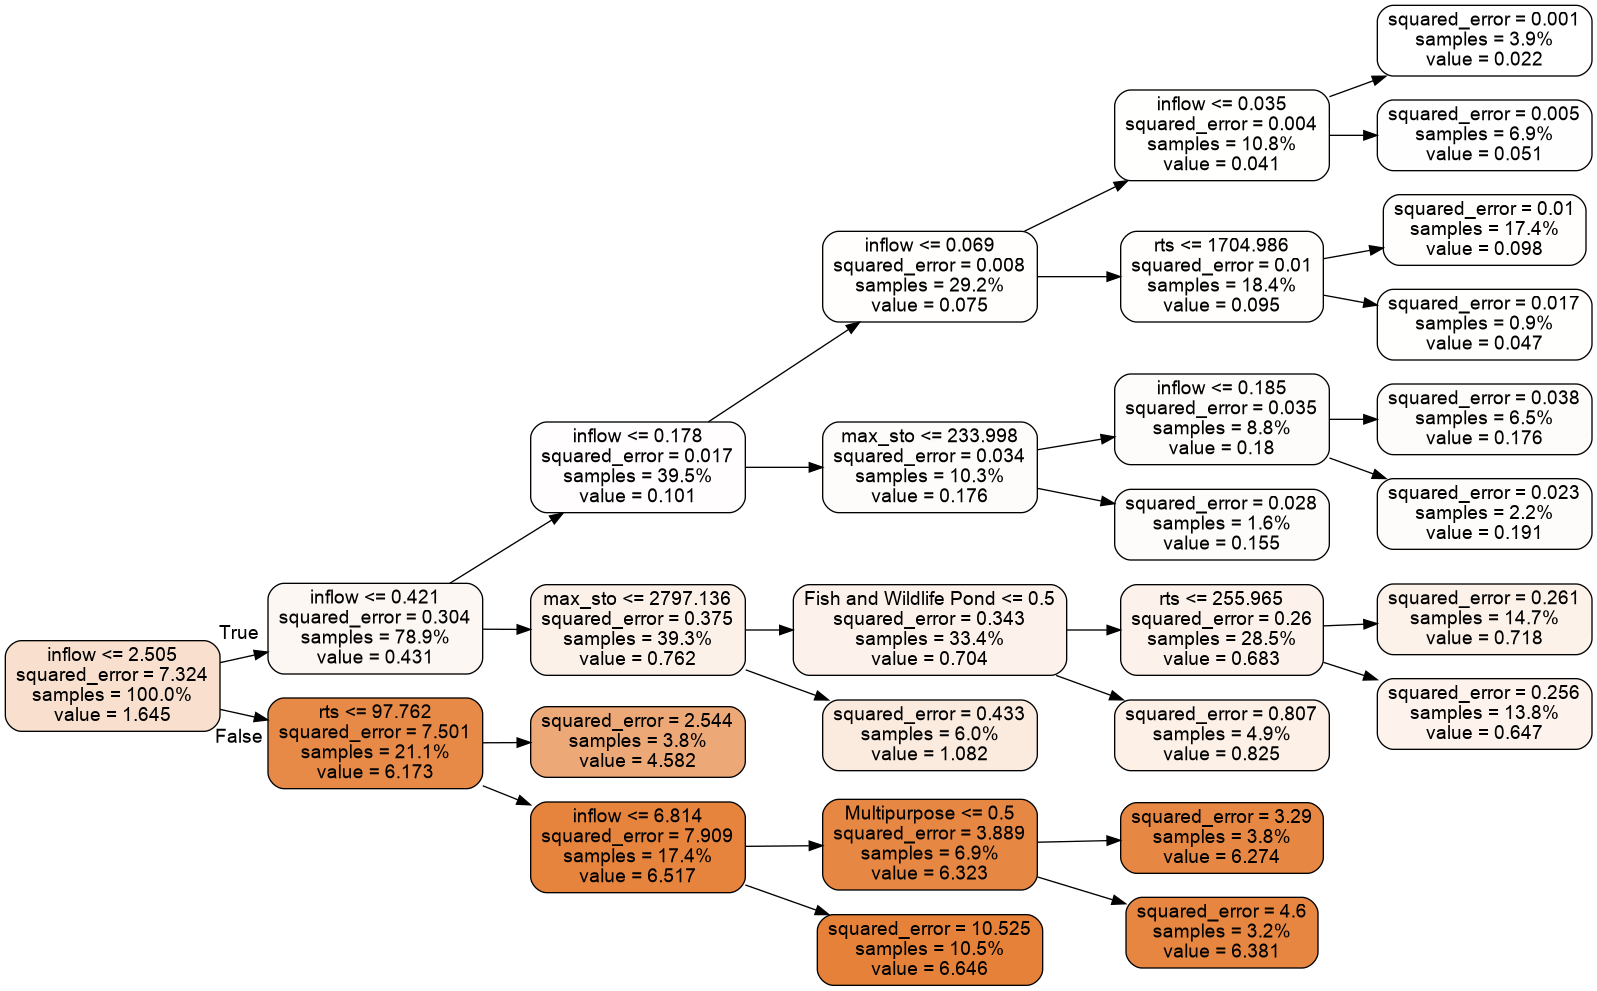 inflow <= 2.505
squared_error = 7.324
samples = 100.0%
value = 1.645
True
False
inflow <= 0.421
squared_error = 0.304
samples = 78.9%
value = 0.431
rts <= 97.762
squared_error = 7.501
samples = 21.1%
value = 6.173
inflow <= 0.178
squared_error = 0.017
samples = 39.5%
value = 0.101
max_sto <= 2797.136
squared_error = 0.375
samples = 39.3%
value = 0.762
squared_error = 2.544
samples = 3.8%
value = 4.582
inflow <= 6.814
squared_error = 7.909
samples = 17.4%
value = 6.517
inflow <= 0.069
squared_error = 0.008
samples = 29.2%
value = 0.075
max_sto <= 233.998
squared_error = 0.034
samples = 10.3%
value = 0.176
Fish and Wildlife Pond <= 0.5
squared_error = 0.343
samples = 33.4%
value = 0.704
squared_error = 0.433
samples = 6.0%
value = 1.082
Multipurpose <= 0.5
squared_error = 3.889
samples = 6.9%
value = 6.323
squared_error = 10.525
samples = 10.5%
value = 6.646
inflow <= 0.035
squared_error = 0.004
samples = 10.8%
value = 0.041
rts <= 1704.986
squared_error = 0.01
samples = 18.4%
value = 0.095
inflow <= 0.185
squared_error = 0.035
samples = 8.8%
value = 0.18
squared_error = 0.028
samples = 1.6%
value = 0.155
rts <= 255.965
squared_error = 0.26
samples = 28.5%
value = 0.683
squared_error = 0.807
samples = 4.9%
value = 0.825
squared_error = 3.29
samples = 3.8%
value = 6.274
squared_error = 4.6
samples = 3.2%
value = 6.381
squared_error = 0.001
samples = 3.9%
value = 0.022
squared_error = 0.005
samples = 6.9%
value = 0.051
squared_error = 0.01
samples = 17.4%
value = 0.098
squared_error = 0.017
samples = 0.9%
value = 0.047
squared_error = 0.038
samples = 6.5%
value = 0.176
squared_error = 0.023
samples = 2.2%
value = 0.191
squared_error = 0.261
samples = 14.7%
value = 0.718
squared_error = 0.256
samples = 13.8%
value = 0.647